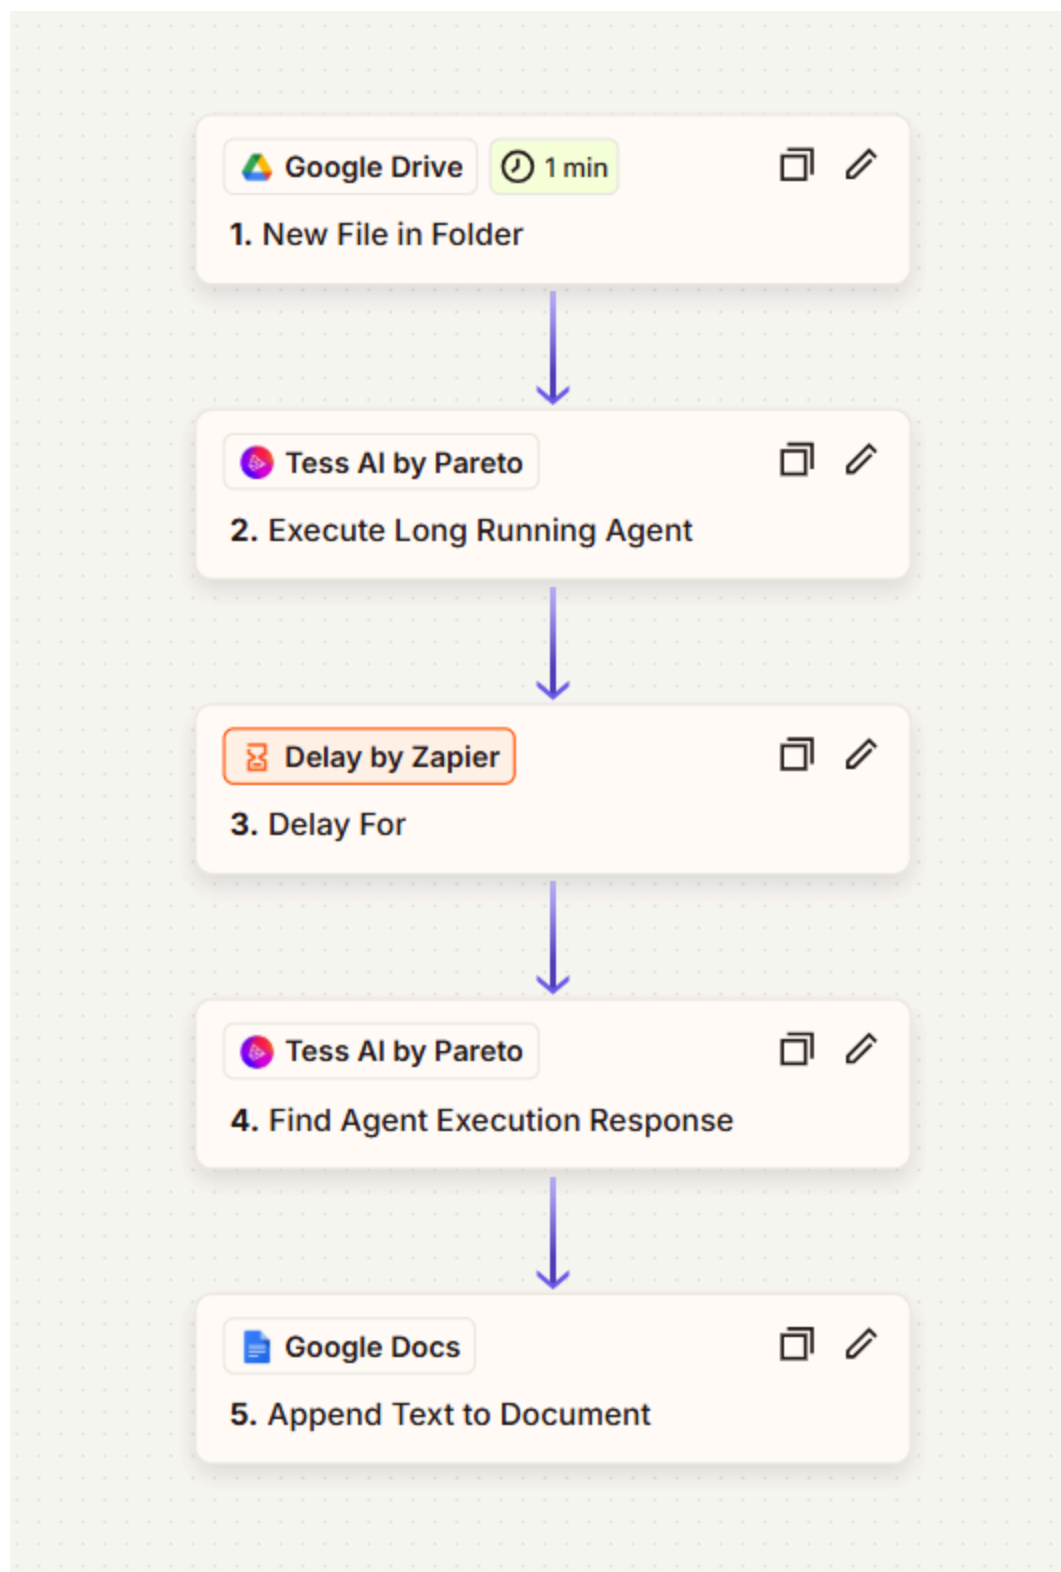 Google Drive 1 min
1. New File in Folder
Tess AI by Pareto
2. Execute Long Running Agent
Delay by Zapier
3. Delay For
Tess AI by Pareto
4. Find Agent Execution Response
Google Docs
5. Append Text to Document